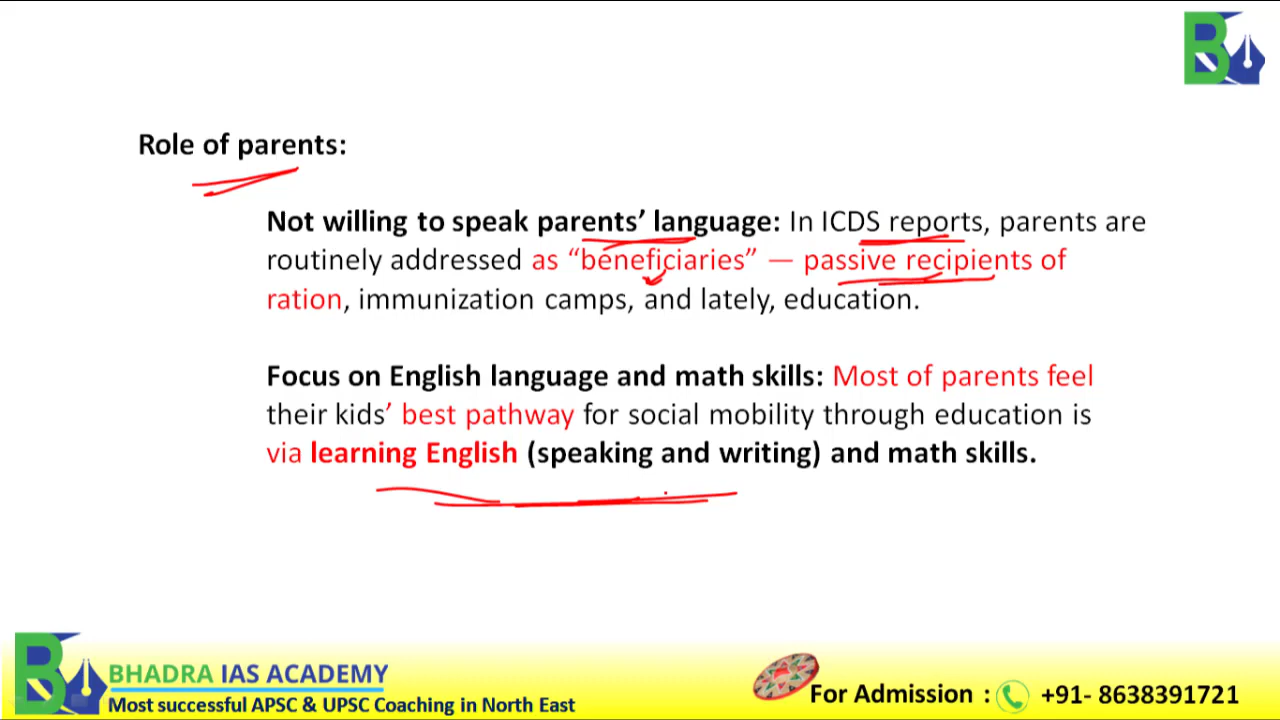 Role of parents:
Not willing to speak parents’ language: In ICDS reports, parents are
routinely addressed as “beneficiaries” — passive recipients of
ration, immunization camps, and lately, education.
Focus on English language and math skills: Most of parents feel
their kids’ best pathway for social mobility through education is
via learning English (speaking and writing) and math skills.
BHADRA IAS ACADEMY
Most successful APSC & UPSC Coaching in North East
For Admission : +91- 8638391721